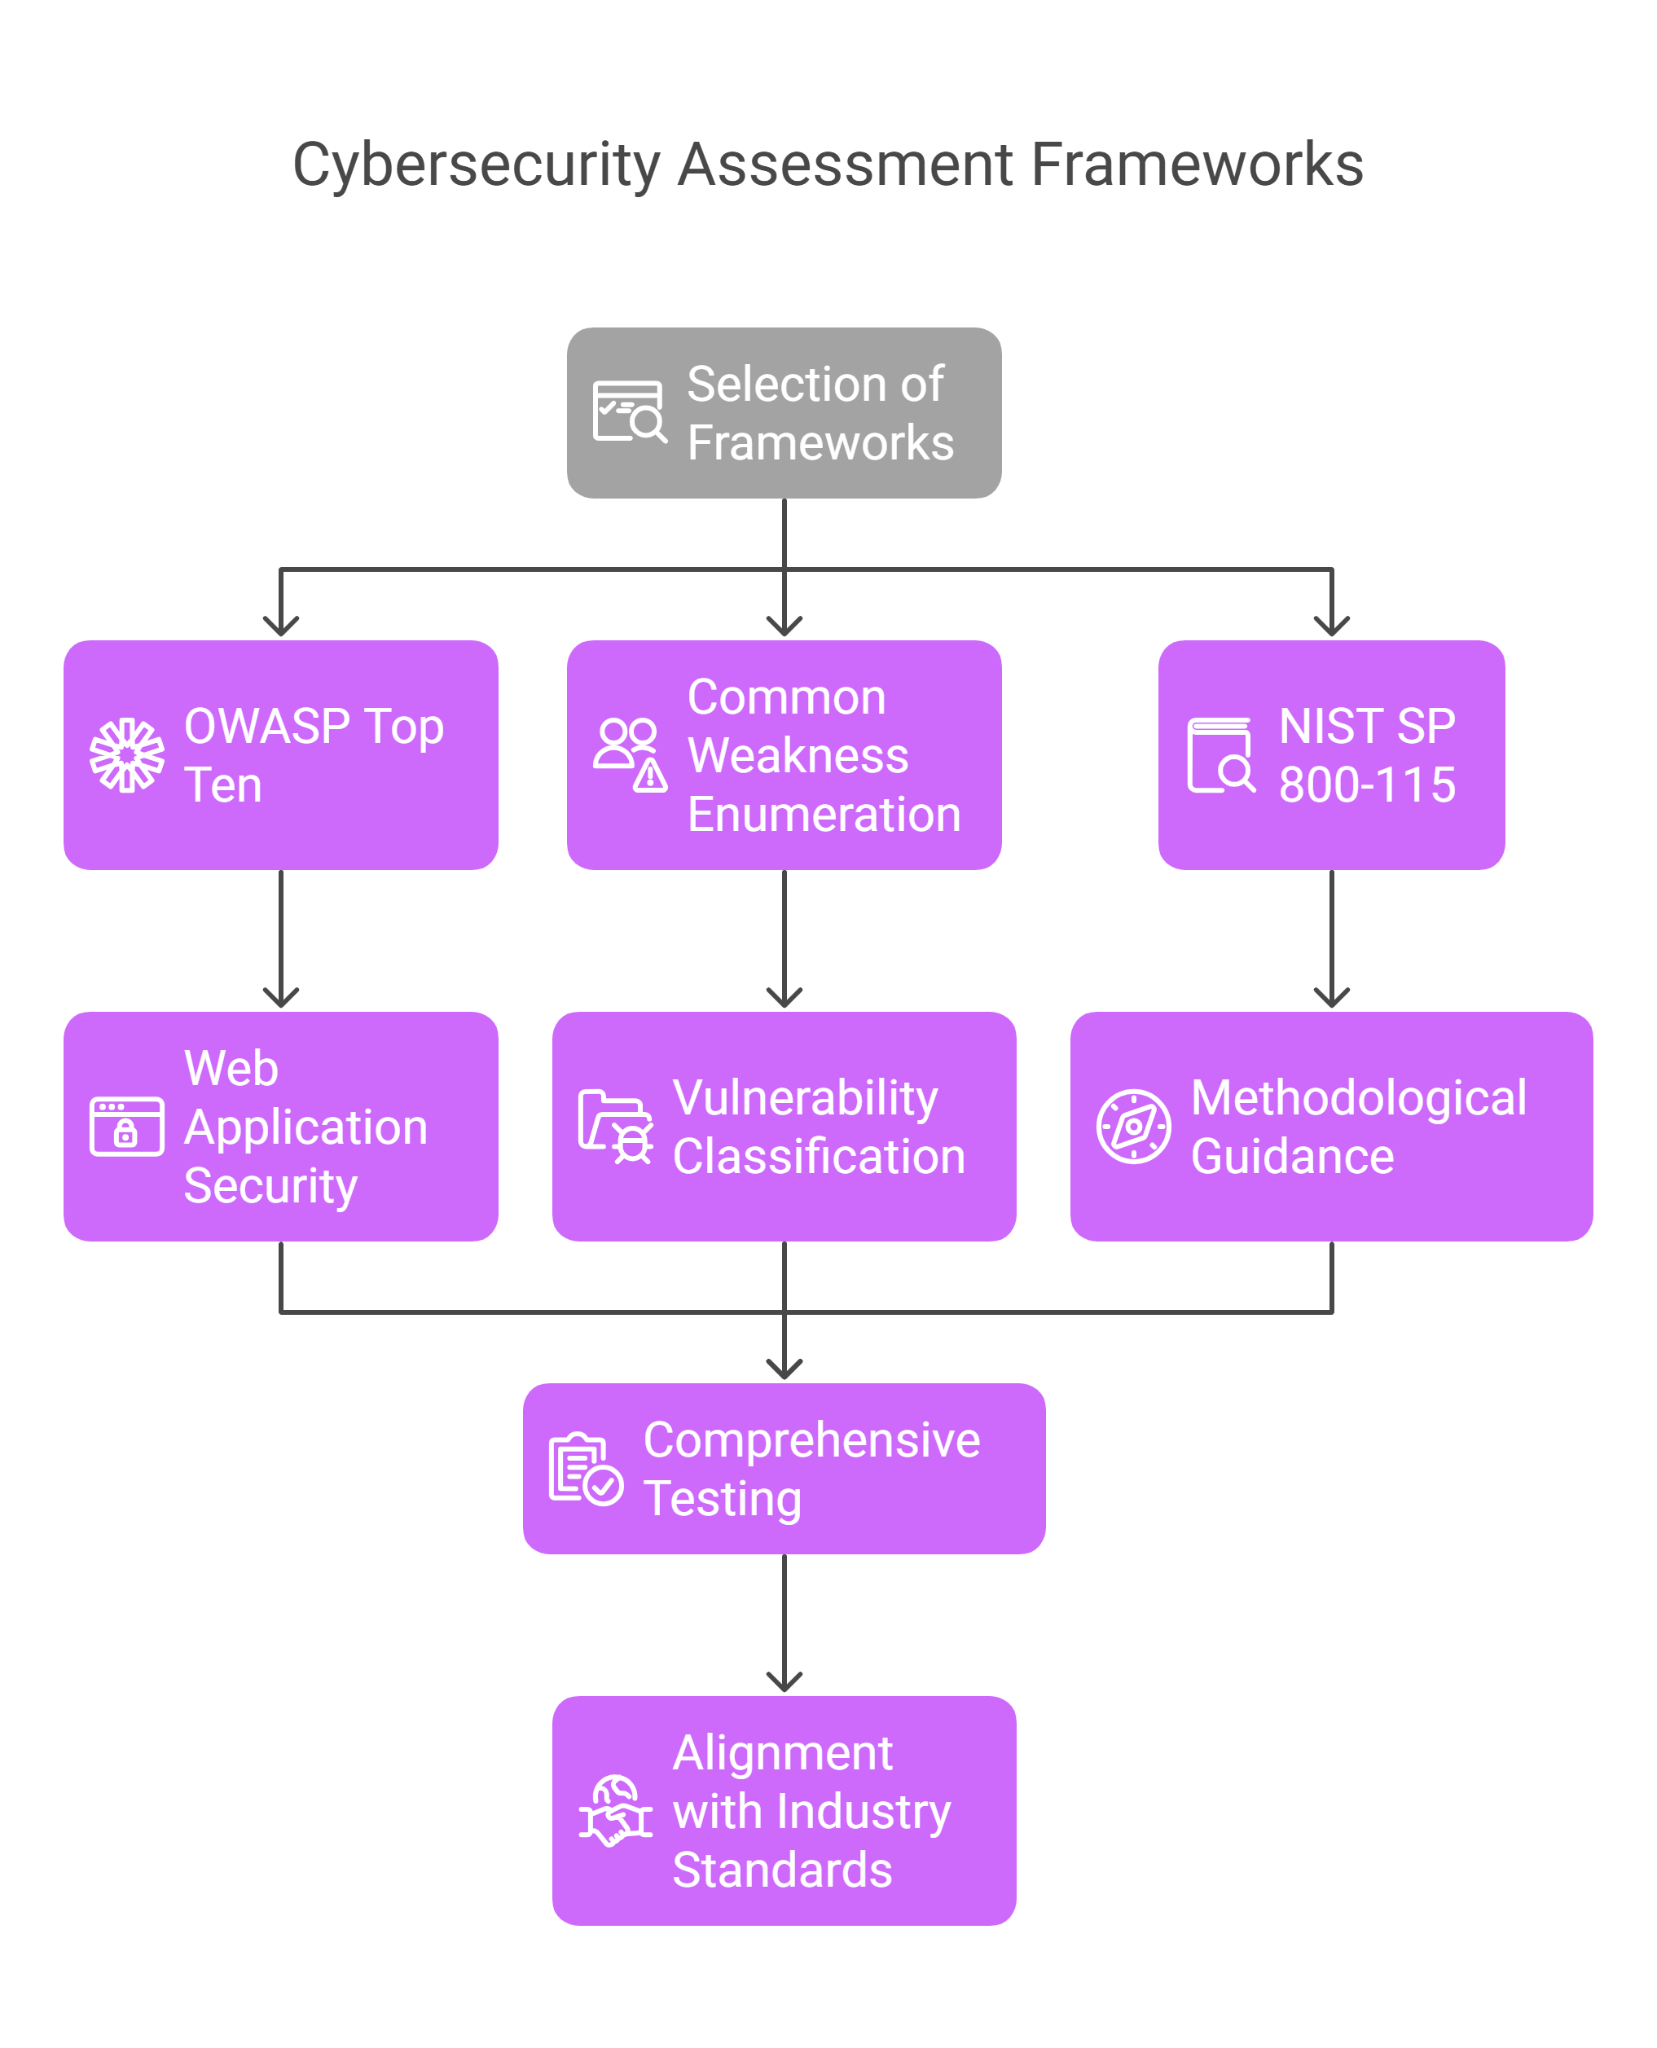 Cybersecurity Assessment Frameworks
Selection of
Frameworks
OWASP Top
Ten
Common
Weakness
Enumeration
NIST SP
800-115
Web
Application
Security
Vulnerability
Classification
Methodological
Guidance
Comprehensive
Testing
Alignment
with Industry
Standards